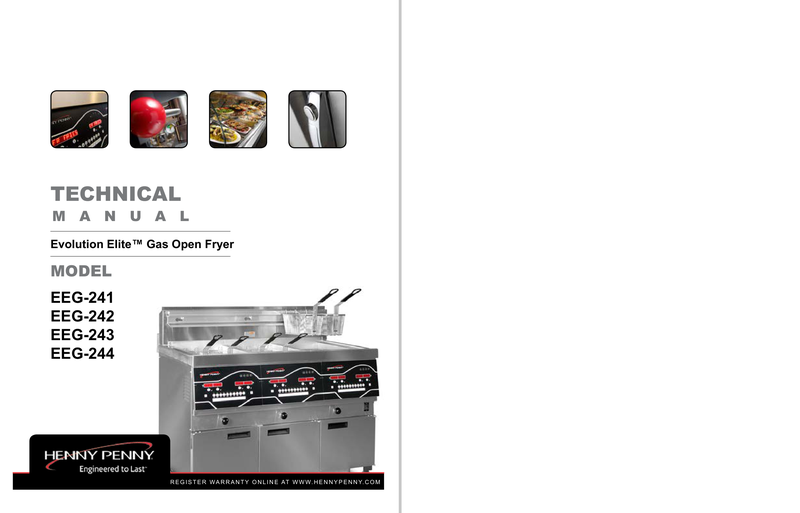 TECHNICAL
MANUAL
Evolution Elite™ Gas Open Fryer
MODEL
EEG-241
EEG-242
EEG-243
EEG-244
HENNY PENNY
Engineered to Last™
REGISTER WARRANTY ONLINE AT WWW.HENNYPENNY.COM